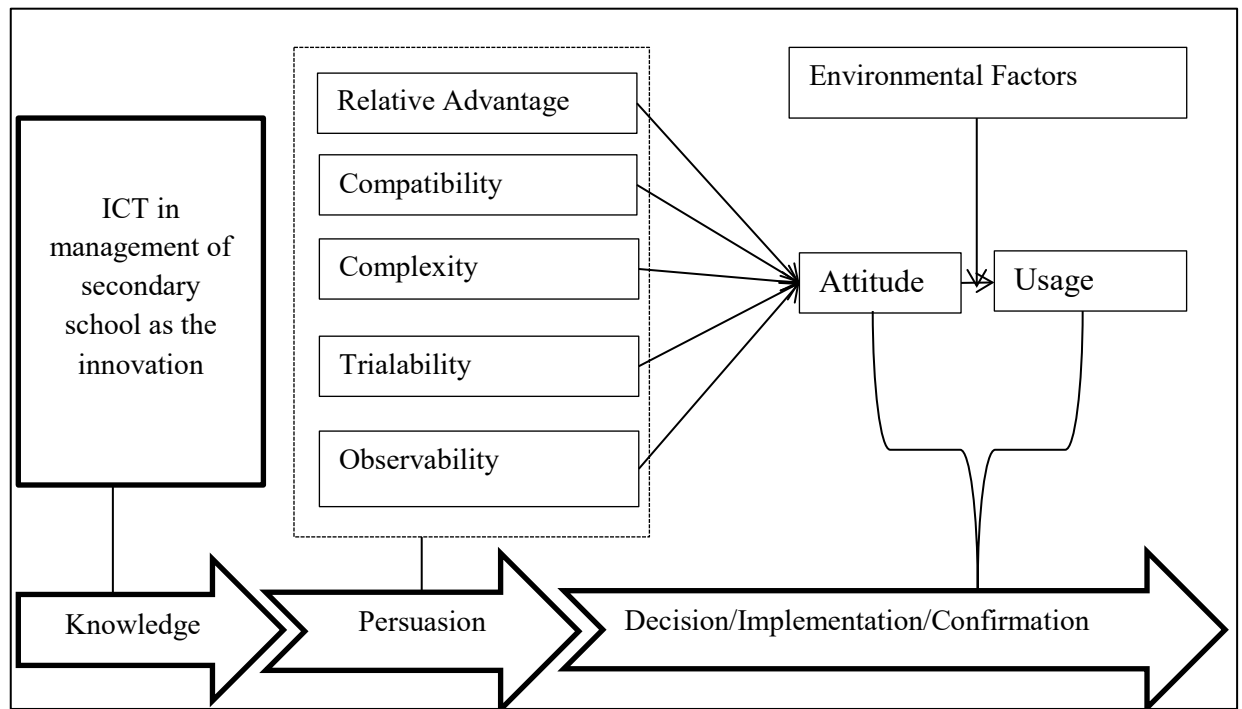 ICT in
management of
secondary
school as the
innovation
Relative Advantage
Compatibility
Complexity
Trialability
Observability
Environmental Factors
Attitude
Usage
Knowledge
Persuasion
Decision/Implementation/Confirmation